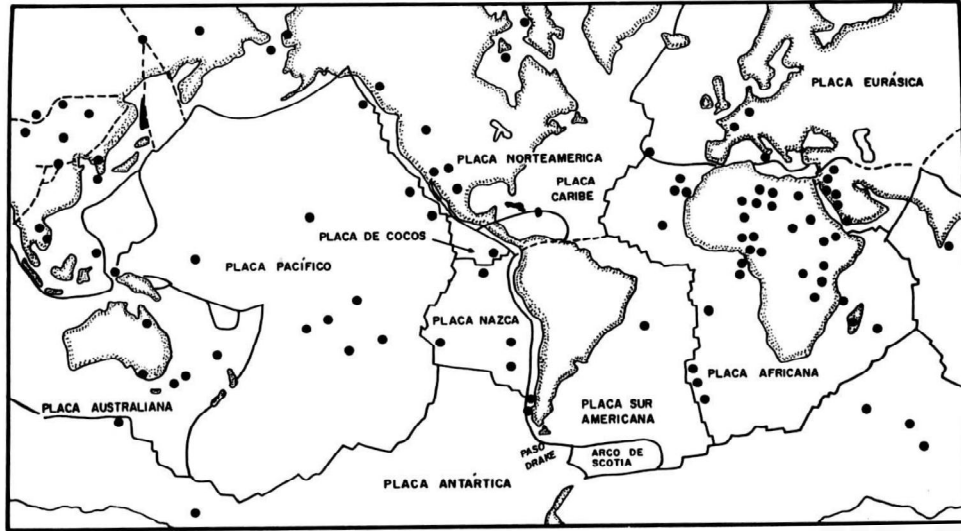 PLACA EURÁSICA
PLACA NORTEAMERICA
PLACA
CARIBE
PLACA DE COCOS
PLACA PACÍFICO
PLACA NAZCA
PLACA AFRICANA
PLACA AUSTRALIANA
PLACA SUR
AMERICANA
PASO
DRAKE
ARCO DE
SCOTIA
PLACA ANTÁRTICA